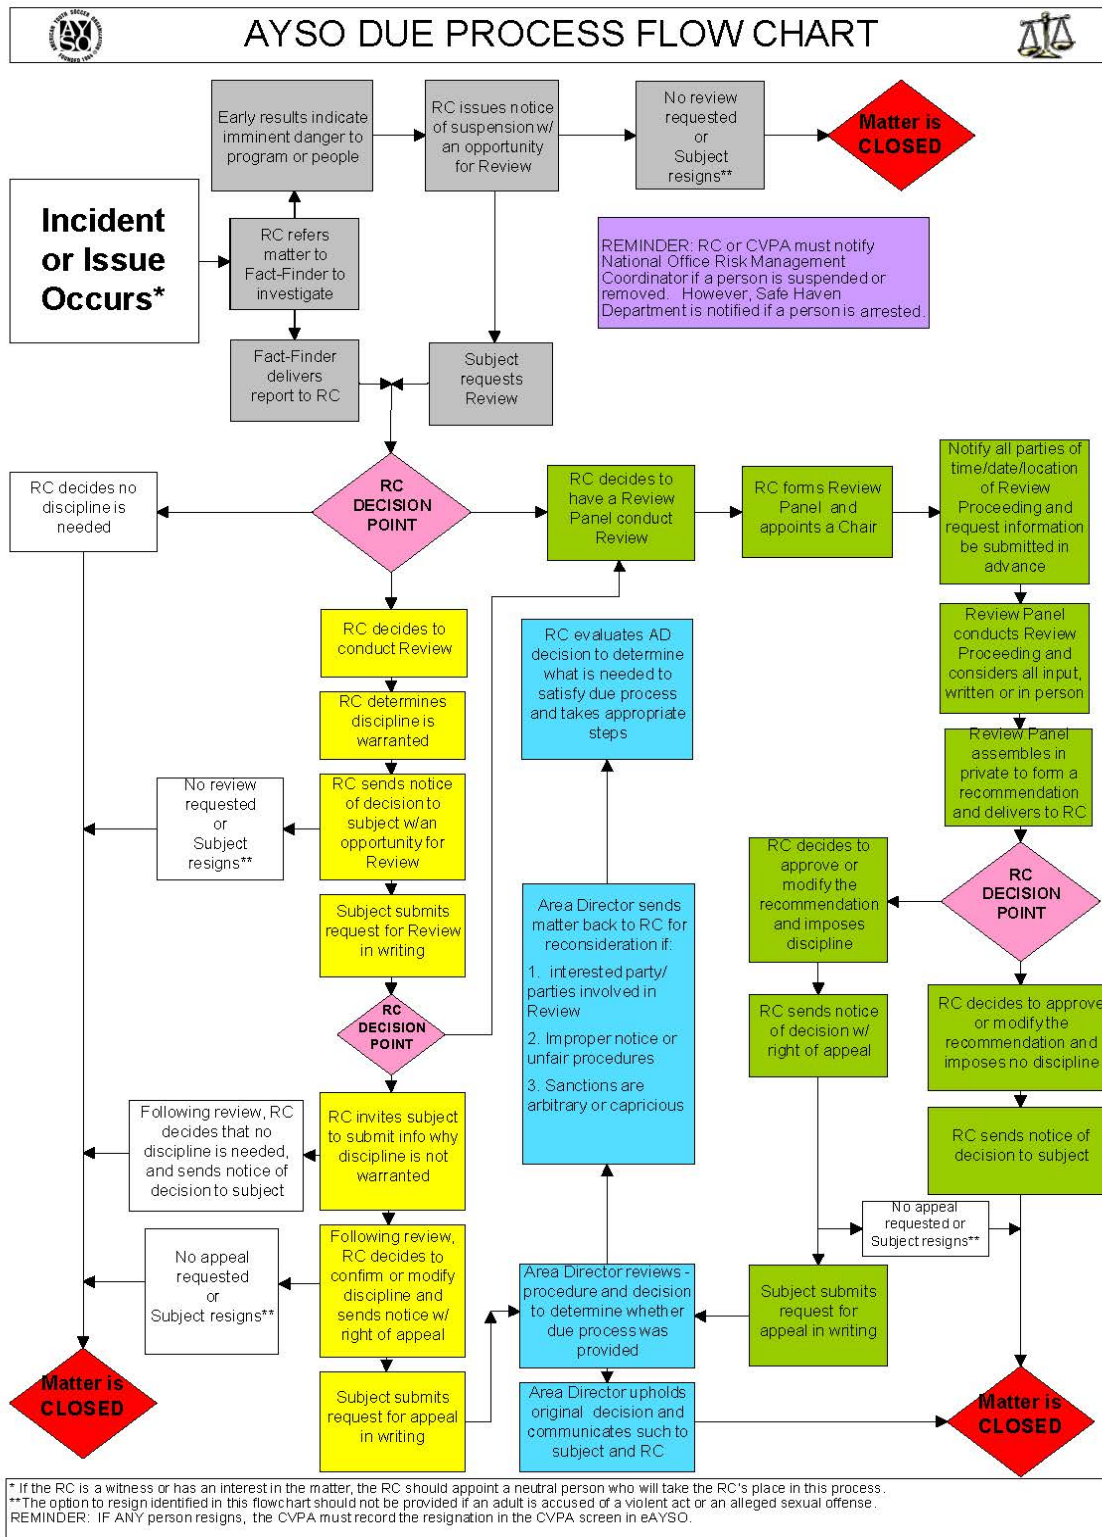 AYSO DUE PROCESS FLOW CHART
AMERICAN YOUTH SOCCER ORGANIZATION
AYSO
FOUNDED 1964
Early results indicate
imminent danger to
program or people
RC issues notice
of suspension w/
an opportunity
for Review
No review
requested
or
Subject
resigns**
Matter is
CLOSED
Incident
or Issue
Occurs*
RC refers
matter to
Fact-Finder to
investigate
REMINDER: RC or CVPA must notify
National Office Risk Management
Coordinator if a person is suspended or
removed. However, Safe Haven
Department is notified if a person is arrested.
Fact-Finder
delivers
report to RC
Subject
requests
Review
RC decides no
discipline is
needed
RC
DECISION
POINT
RC decides to
have a Review
Panel conduct
Review
RC forms Review
Panel and
appoints a Chair
Notify all parties of
time/date/location
of Review
Proceeding and
request information
be submitted in
advance
RC decides to
conduct Review
RC evaluates AD
decision to determine
what is needed to
satisfy due process
and takes appropriate
steps
Review Panel
conducts Review
Proceeding and
considers all input,
written or in person
RC determines
discipline is
warranted
Review Panel
assembles in
private to form a
recommendation
and delivers to RC
No review
requested
or
Subject
resigns**
RC sends notice
of decision to
subject w/an
opportunity for
Review
RC decides to
approve or
modify the
recommendation
and imposes
discipline
RC
DECISION
POINT
Subject submits
request for Review
in writing
Area Director sends
matter back to RC for
reconsideration if:
1. interested party/
parties involved in
Review
2. Improper notice or
unfair procedures
3. Sanctions are
arbitrary or capricious
RC
DECISION
POINT
RC sends notice
of decision w/
right of appeal
RC decides to approve
or modify the
recommendation and
imposes no discipline
Following review, RC
decides that no
discipline is needed,
and sends notice of
decision to subject
RC invites subject
to submit info why
discipline is not
warranted
RC sends notice of
decision to subject
No appeal
requested or
Subject resigns**
No appeal
requested
or
Subject resigns**
Following review,
RC decides to
confirm or modify
discipline and
sends notice w/
right of appeal
Area Director reviews -
procedure and decision
to determine whether
due process was
provided
Subject submits
request for
appeal in writing
Matter is
CLOSED
Subject submits
request for appeal
in writing
Area Director upholds
original decision and
communicates such to
subject and RC
Matter is
CLOSED
* If the RC is a witness or has an interest in the matter, the RC should appoint a neutral person who will take the RC's place in this process.
**The option to resign identified in this flowchart should not be provided if an adult is accused of a violent act or an alleged sexual offense.
REMINDER: IF ANY person resigns, the CVPA must record the resignation in the CVPA screen in eAYSO.